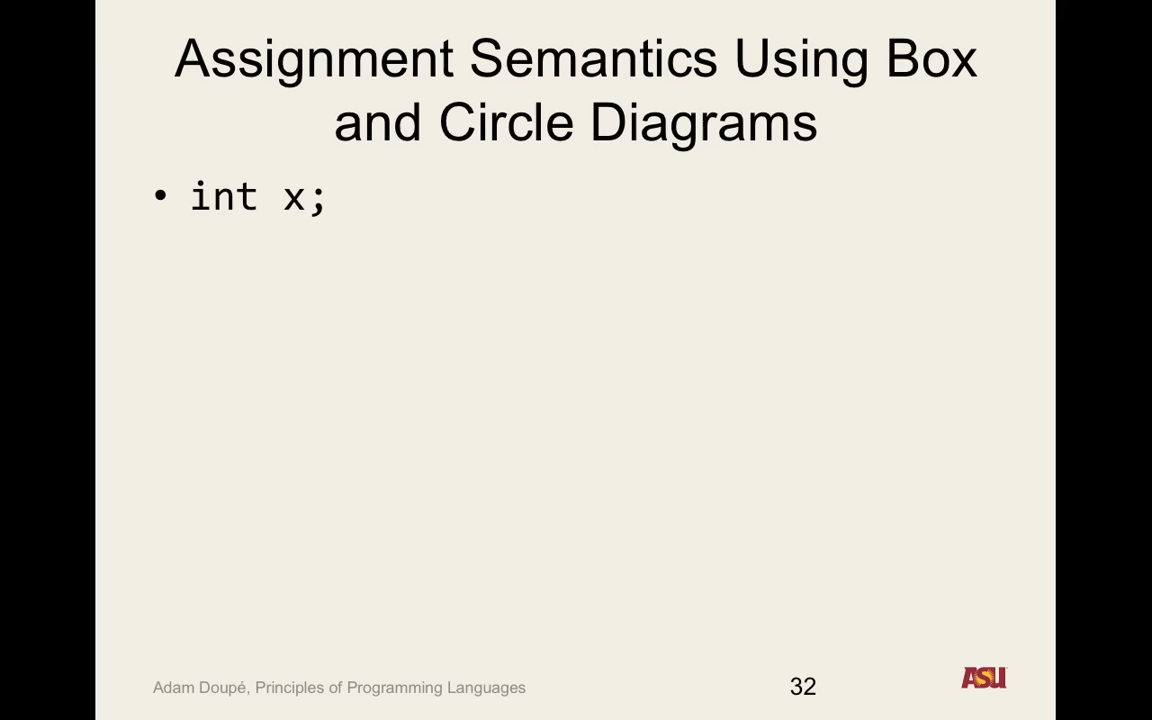 Assignment Semantics Using Box
and Circle Diagrams
• int x;
Adam Doupé, Principles of Programming Languages
32
ASU